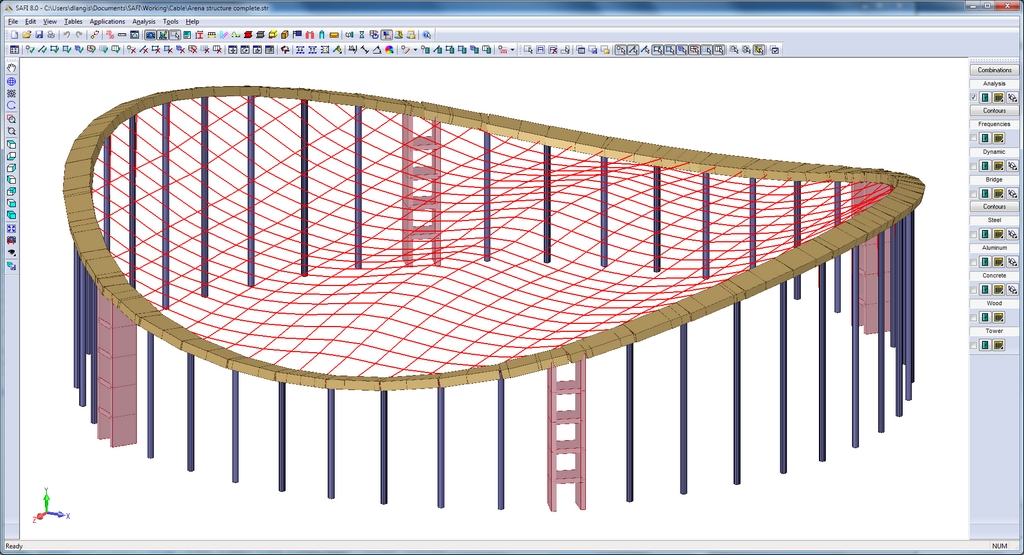 SAFI 8.0 - C:\Users\dlangis\Documents\SAFI\Working\Cable\Arena structure complete.str
File Edit View Tables Applications Analysis Tools Help
Combinations
Analysis
Contours
Frequencies
Dynamic
Bridge
Contours
Steel
Aluminum
Concrete
Wood
Tower
Y
Z
X
Ready
NUM